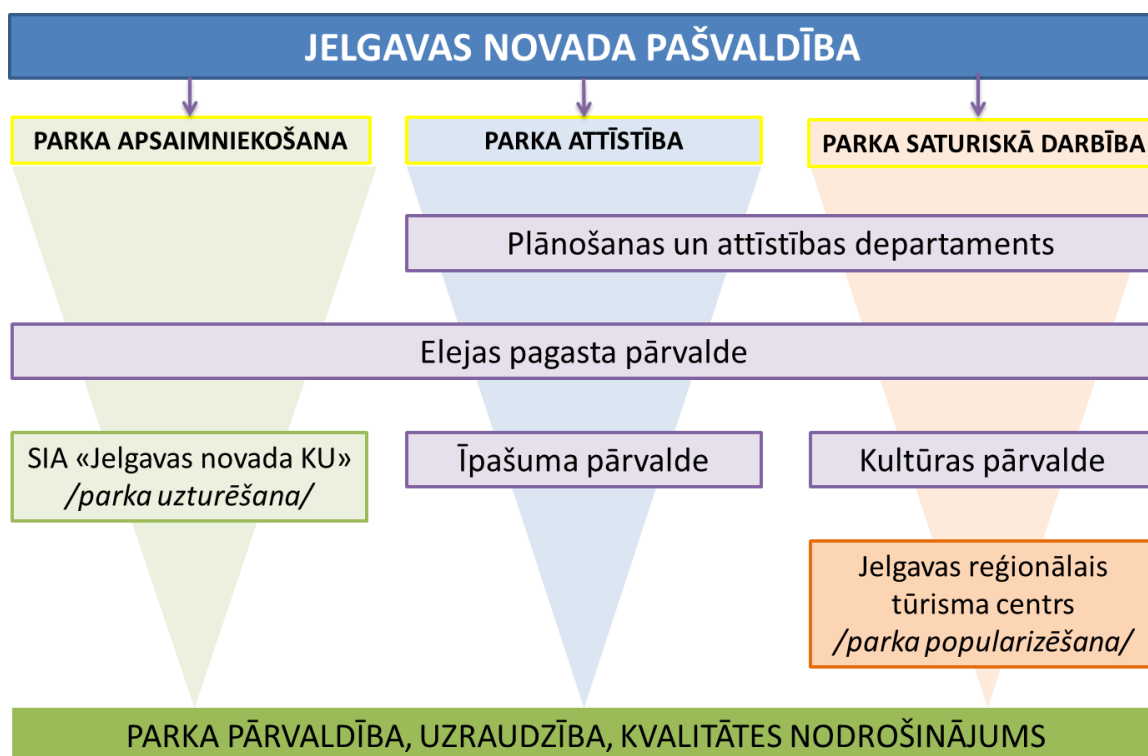 JELGAVAS NOVADA PAŠVALDĪBA
PARKA APSAIMNIEKOŠANA
PARKA ATTĪSTĪBA
PARKA SATURISKĀ DARBĪBA
Plānošanas un attīstības departaments
Elejas pagasta pārvalde
SIA «Jelgavas novada KU»
/parka uzturēšana/
Īpašuma pārvalde
Kultūras pārvalde
Jelgavas reģionālais
tūrisma centrs
/parka popularizēšana/
PARKA PĀRVALDĪBA, UZRAUDZĪBA, KVALITĀTES NODROŠINĀJUMS